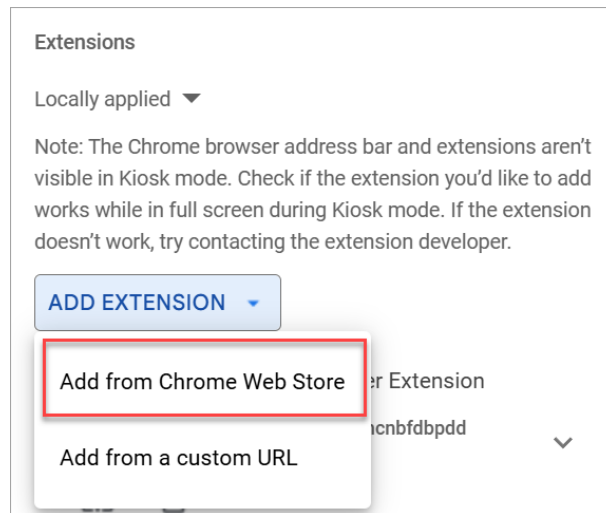 Extensions
Locally applied
Note: The Chrome browser address bar and extensions aren't
visible in Kiosk mode. Check if the extension you'd like to add
works while in full screen during Kiosk mode. If the extension
doesn't work, try contacting the extension developer.
ADD EXTENSION
Add from Chrome Web Store
Extension
Add from a custom URL